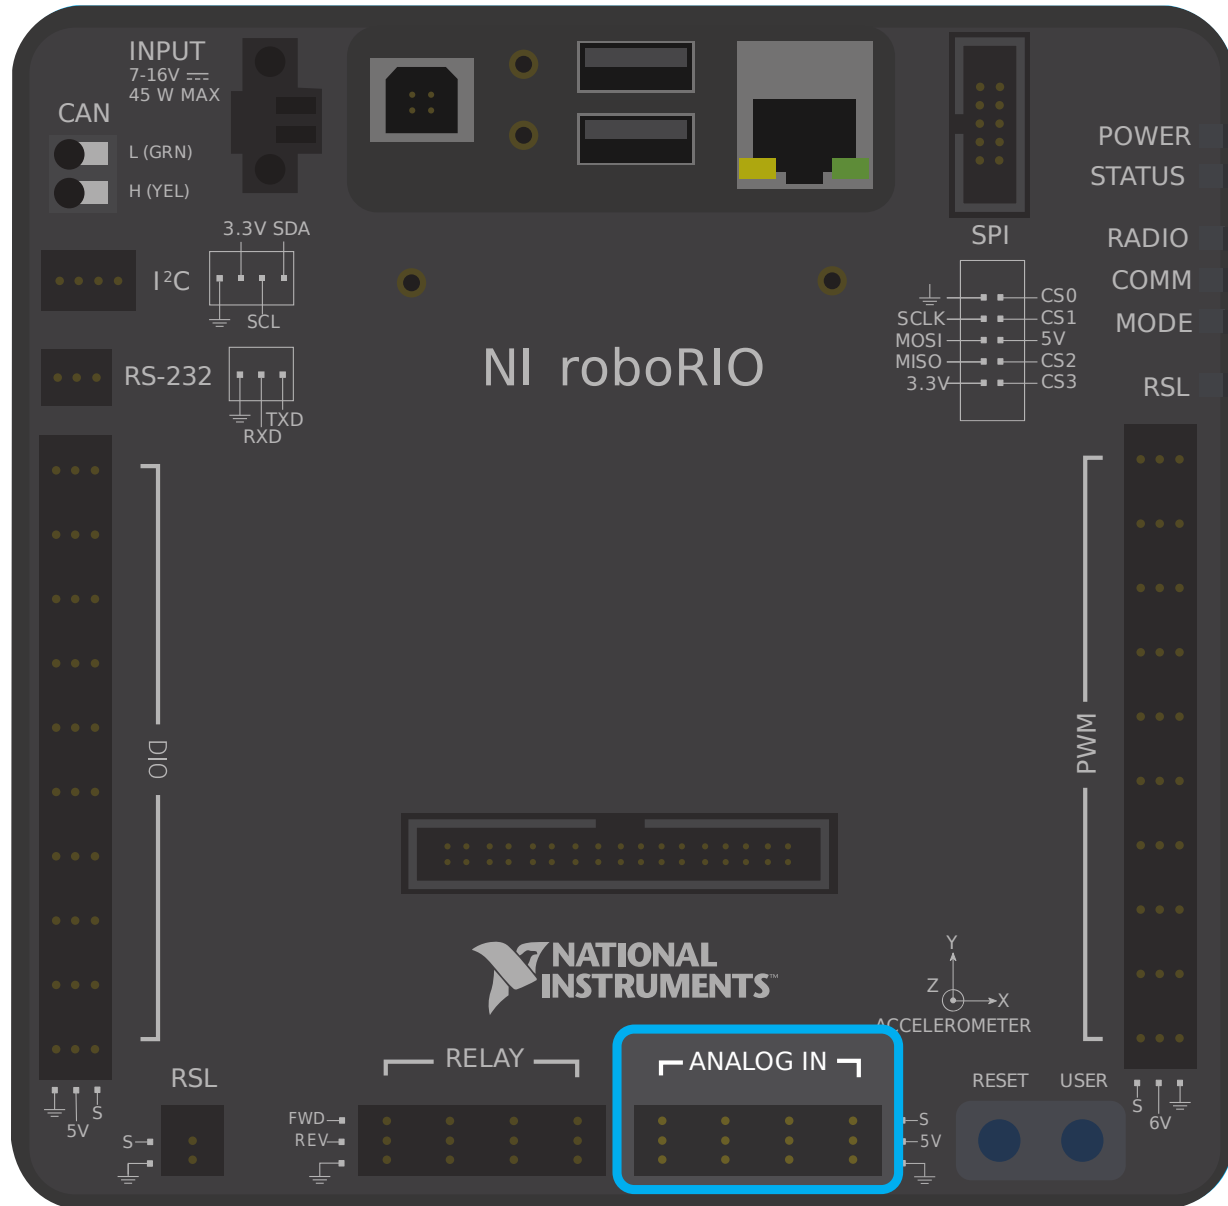 INPUT
7-16V
45 W MAX
CAN
L (GRN)
H (YEL)
3.3V SDA
I²C
SCL
RS-232
TXD
RXD
SPI
CS0
SCLK
CS1
MOSI
5V
MISO
CS2
3.3V
CS3
POWER
STATUS
RADIO
COMM
MODE
RSL
NI roboRIO
DIO
PWM
NATIONAL
INSTRUMENTS™
Y
Z
X
ACCELEROMETER
S
5V
RSL
S
RELAY
FWD
REV
ANALOG IN
S
5V
RESET
USER
S
6V